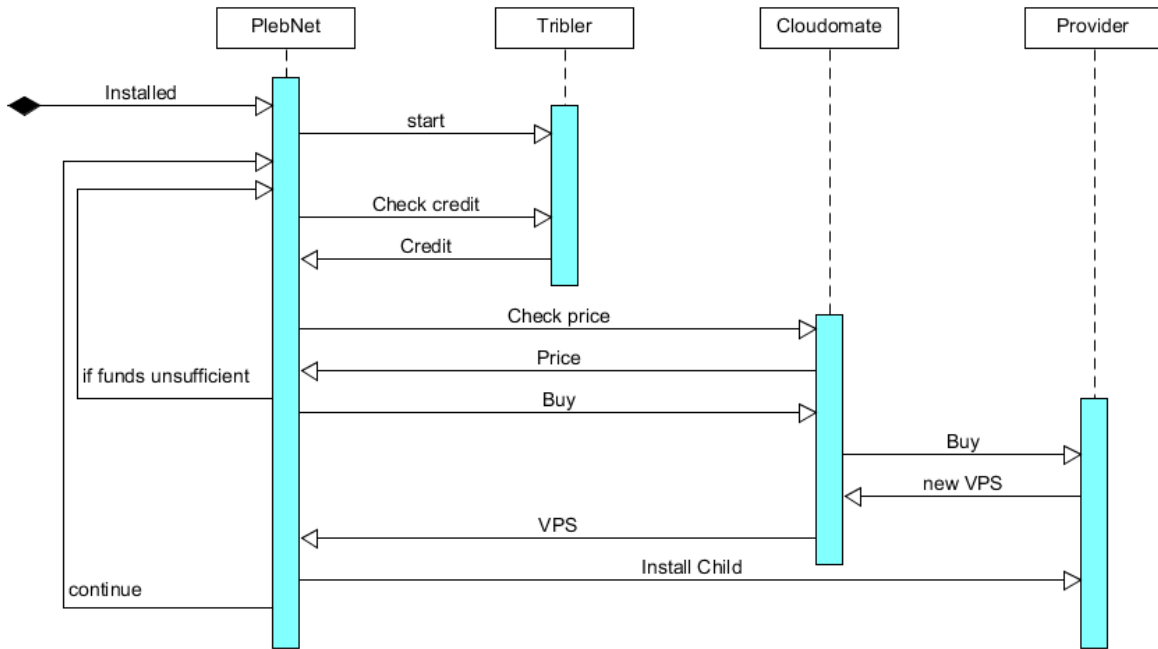 PlebNet
Tribler
Cloudomate
Provider
Installed
start
Check credit
Credit
Check price
Price
if funds unsufficient
Buy
Buy
new VPS
VPS
Install Child
continue